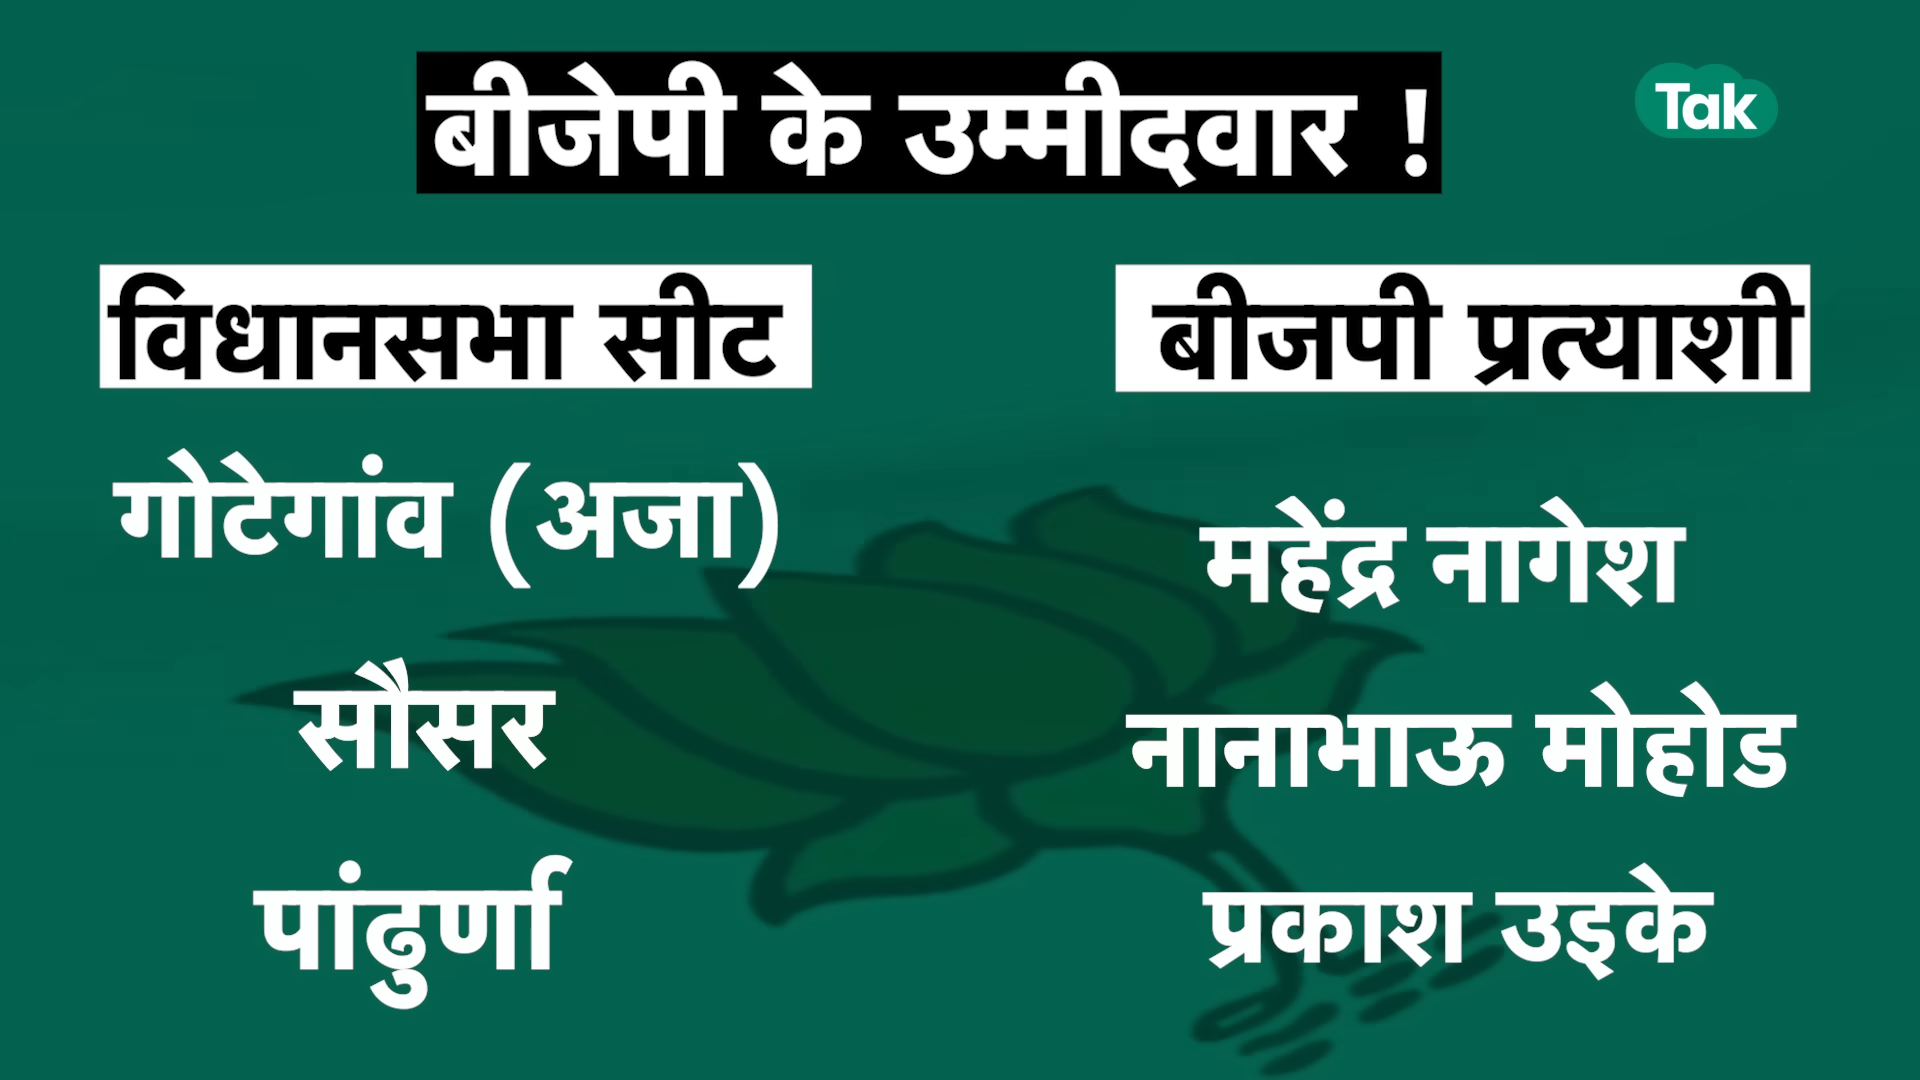 बीजेपी के उम्मीदवार !
Tak
विधानसभा सीट
बीजपी प्रत्याशी
गोटेगांव (अजा)
महेंद्र नागेश
सौसर
नानाभाऊ मोहोड
पांढुर्णा
प्रकाश उइके